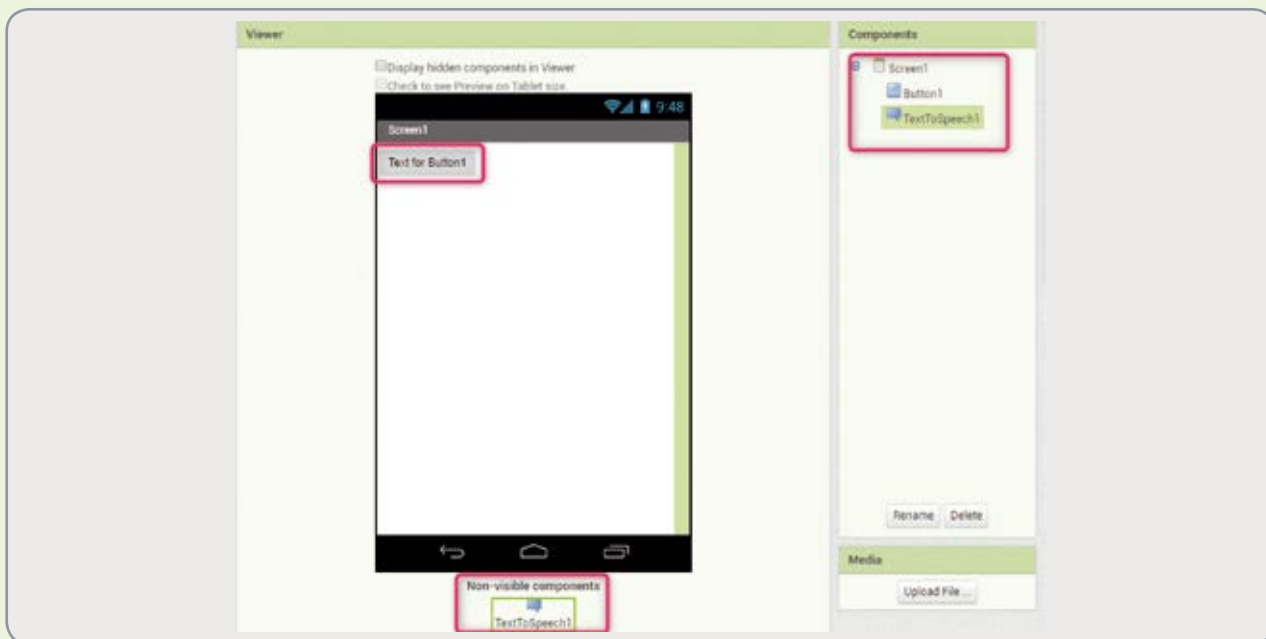 Viewer
Display hidden components in Viewer
Check to see Preview on Tablet size
9:48
Screen1
Text for Button1
Non-visible components
TextToSpeech1
Components
Screen1
Button1
TextToSpeech1
Rename Delete
Media
Upload File ...